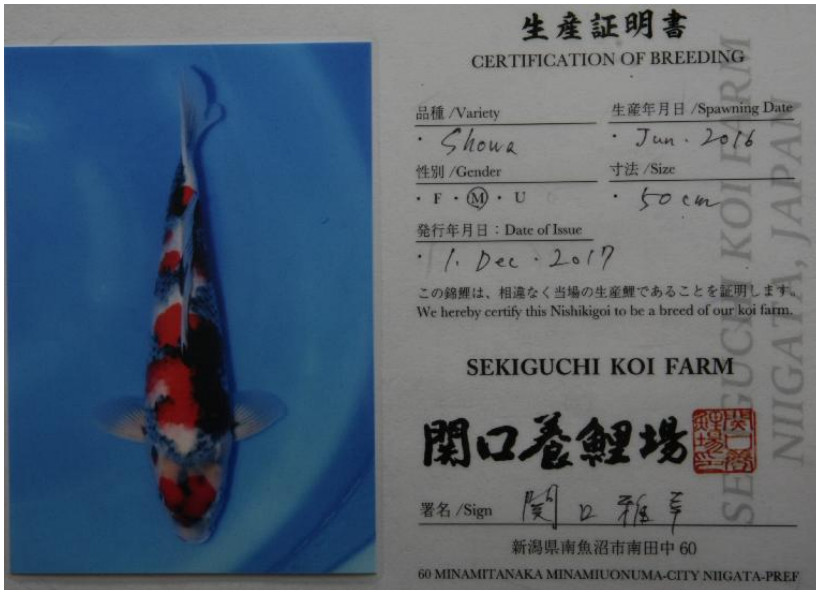 生産証明書
CERTIFICATION OF BREEDING
品種 /Variety
生産年月日 /Spawning Date
・ Showa
・ Jun. 2016
性別 /Gender
寸法 /Size
・ F ・ M ・ U
・ 50cm
発行年月日：Date of Issue
・ 1. Dec. 2017
この錦鯉は、相違なく当場の生産鯉であることを証明します。
We hereby certify this Nishikigoi to be a breed of our koi farm.
SEKIGUCHI KOI FARM
NIIGATA, JAPAN
SEKIGUCHI KOI FARM
関口養鯉場
署名 /Sign 関口雅幸
新潟県南魚沼市南田中 60
60 MINAMITANAKA MINAMIUONUMA-CITY NIIGATA-PREF